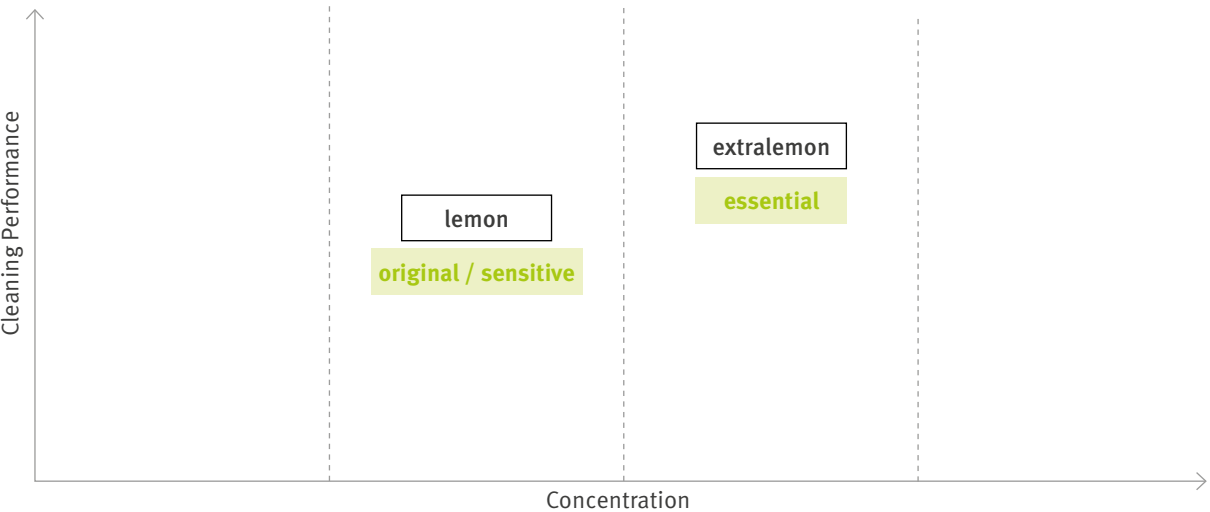 Cleaning Performance
extralemon
essential
lemon
original / sensitive
Concentration